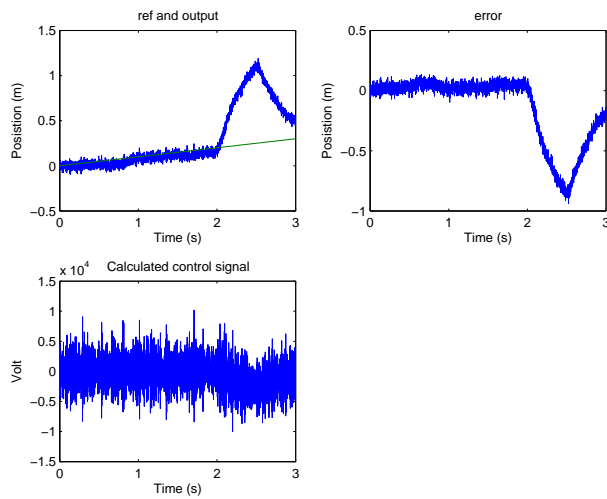 ref and output
1.5
1
0.5
0
-0.5
Posistion (m)
0 1 2 3
Time (s)
error
0.5
0
-0.5
-1
Posistion (m)
0 1 2 3
Time (s)
x 10^4
Calculated control signal
1.5
1
0.5
0
-0.5
-1
-1.5
Volt
0 1 2 3
Time (s)